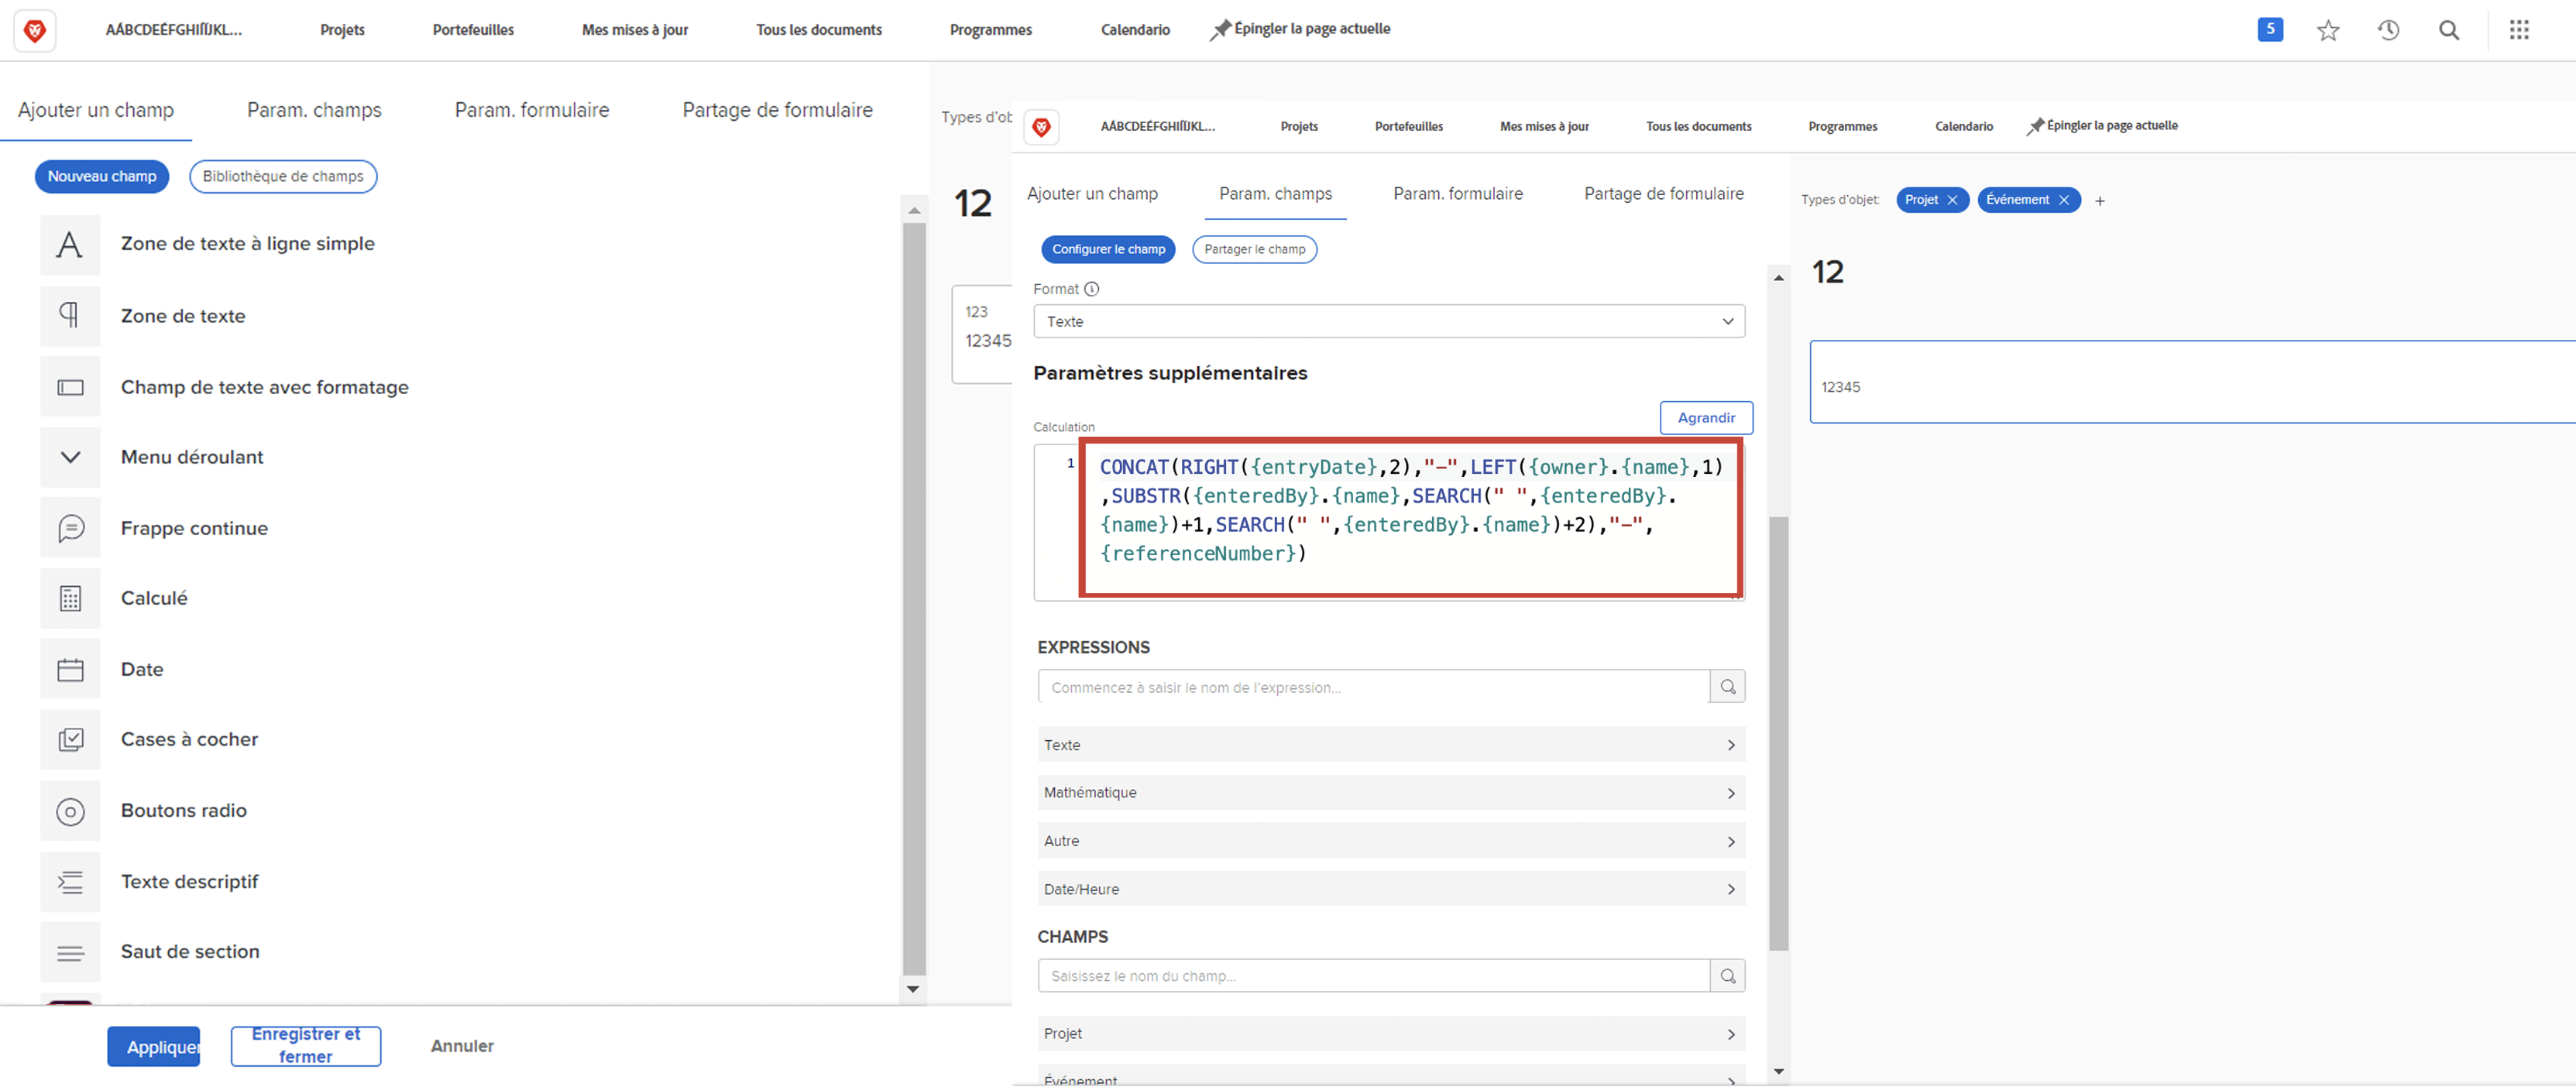 AÁBCDEÉFGHIÍÏJKL...
Projets
Portefeuilles
Mes mises à jour
Tous les documents
Programmes
Calendario
Épingler la page actuelle
5
Ajouter un champ
Param. champs
Param. formulaire
Partage de formulaire
Nouveau champ
Bibliothèque de champs
Zone de texte à ligne simple
Zone de texte
Champ de texte avec formatage
Menu déroulant
Frappe continue
Calculé
Date
Cases à cocher
Boutons radio
Texte descriptif
Saut de section
Appliquer
Enregistrer et
fermer
Annuler
Types d'ob
12
123
12345
Projets
Portefeuilles
Mes mises à jour
Tous les documents
Programmes
Calendario
Épingler la page actuelle
Ajouter un champ
Param. champs
Param. formulaire
Partage de formulaire
Configurer le champ
Partager le champ
Format
Texte
Paramètres supplémentaires
Agrandir
Calculation
1
CONCAT(RIGHT({entryDate},2),"–",LEFT({owner}.{name},1)
,SUBSTR({enteredBy}.{name},SEARCH(" ",{enteredBy}.
{name})+1,SEARCH(" ",{enteredBy}.{name})+2),"–",
{referenceNumber})
EXPRESSIONS
Commencez à saisir le nom de l'expression...
Texte
Mathématique
Autre
Date/Heure
CHAMPS
Saisissez le nom du champ...
Projet
Événement
Types d'objet:
Projet
Événement
12
12345